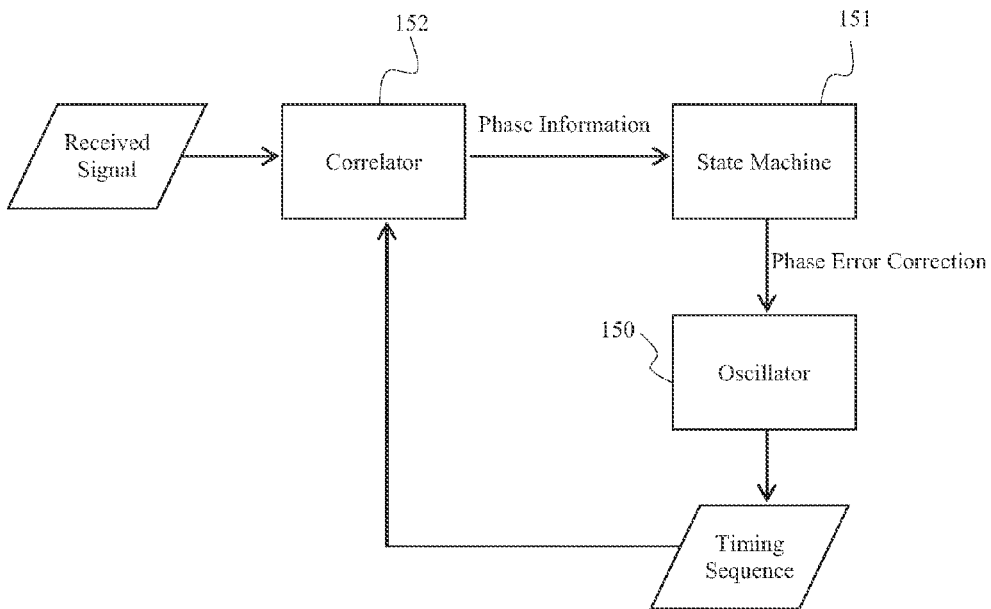 152
151
Received
Signal
Correlator
Phase Information
State Machine
Phase Error Correction
150
Oscillator
Timing
Sequence